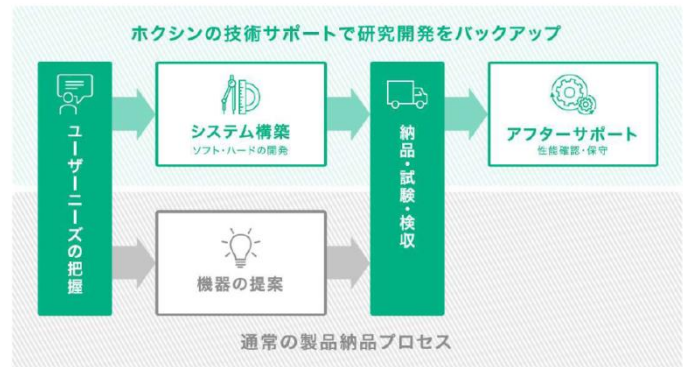 ホクシンの技術サポートで研究開発をバックアップ
ユーザーニーズの把握
システム構築
ソフト・ハードの開発
納品・試験・検収
アフターサポート
性能確認・保守
機器の提案
通常の製品納品プロセス